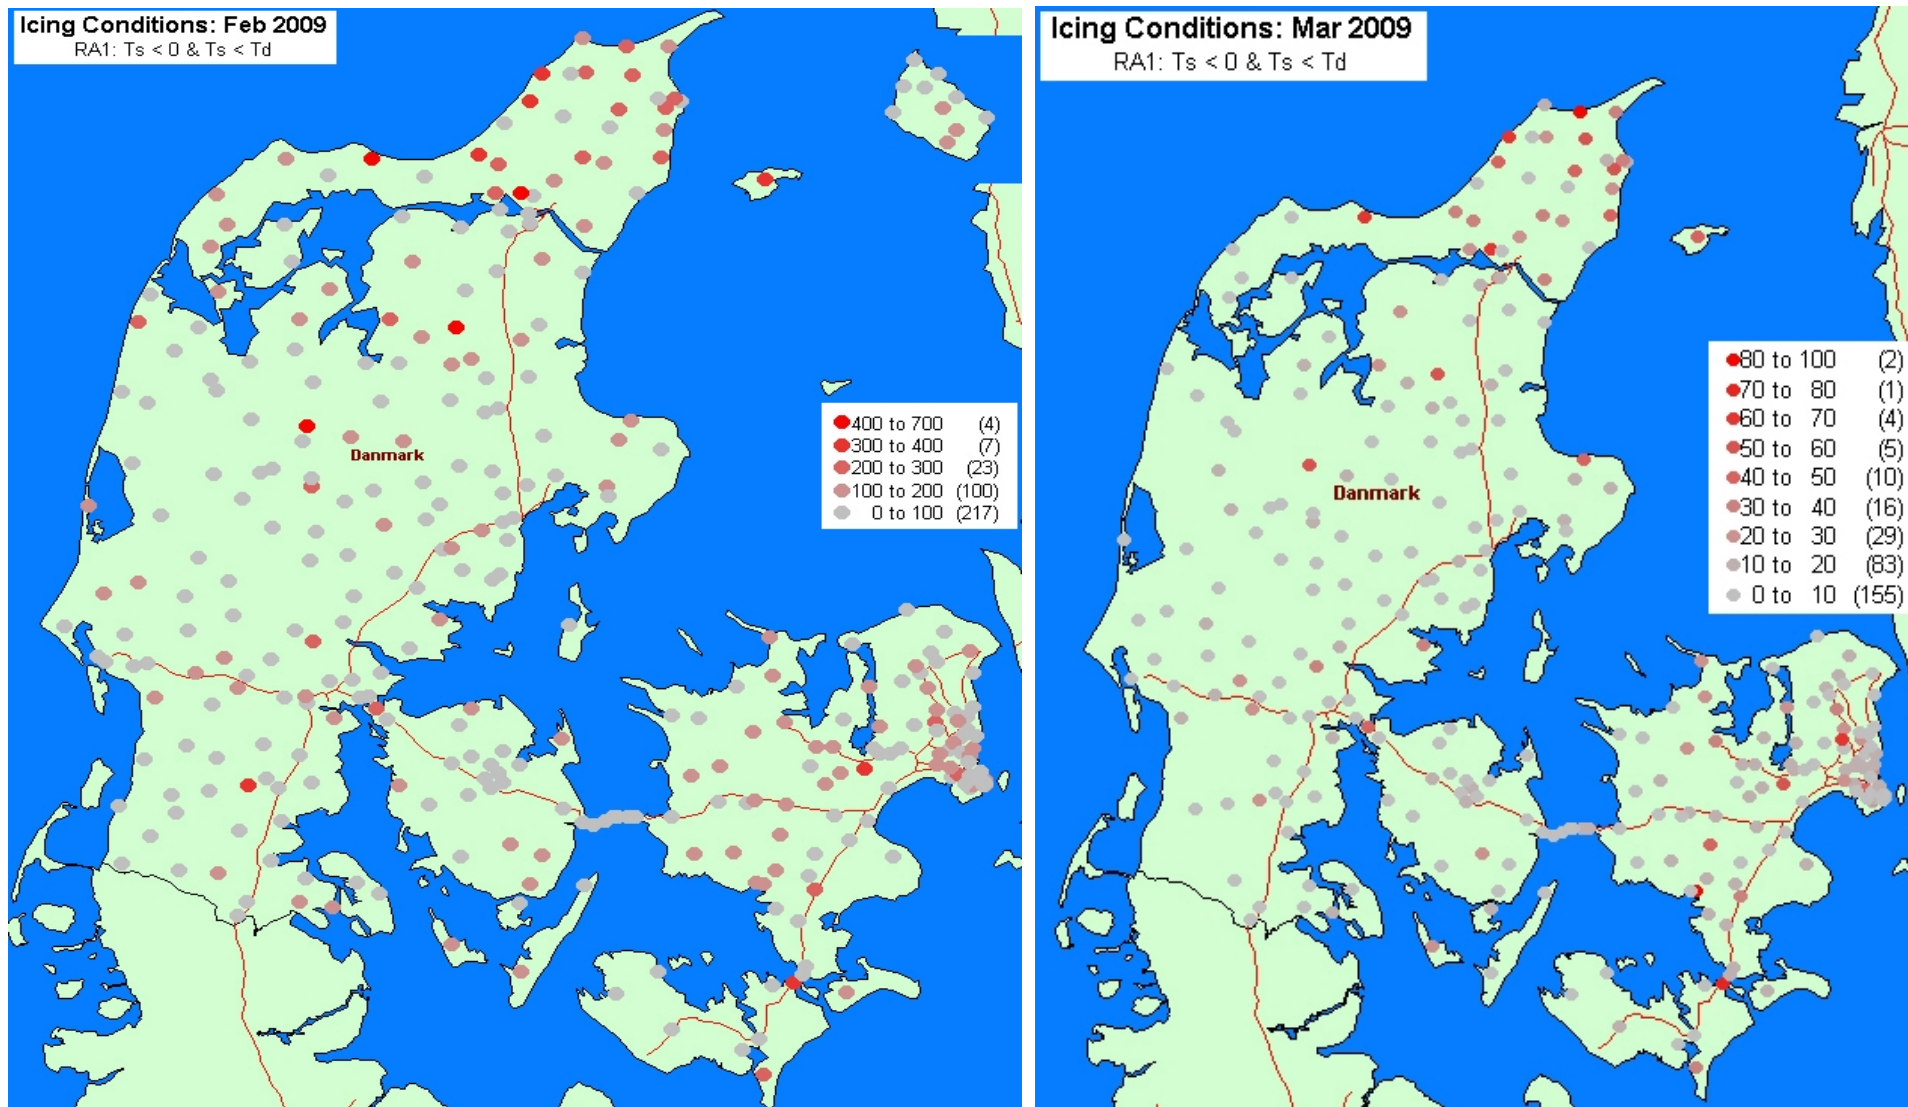 Icing Conditions: Feb 2009
RA1: Ts < 0 & Ts < Td
Danmark
400 to 700 (4)
300 to 400 (7)
200 to 300 (23)
100 to 200 (100)
0 to 100 (217)
Icing Conditions: Mar 2009
RA1: Ts < 0 & Ts < Td
Danmark
80 to 100 (2)
70 to 80 (1)
60 to 70 (4)
50 to 60 (5)
40 to 50 (10)
30 to 40 (16)
20 to 30 (29)
10 to 20 (83)
0 to 10 (155)